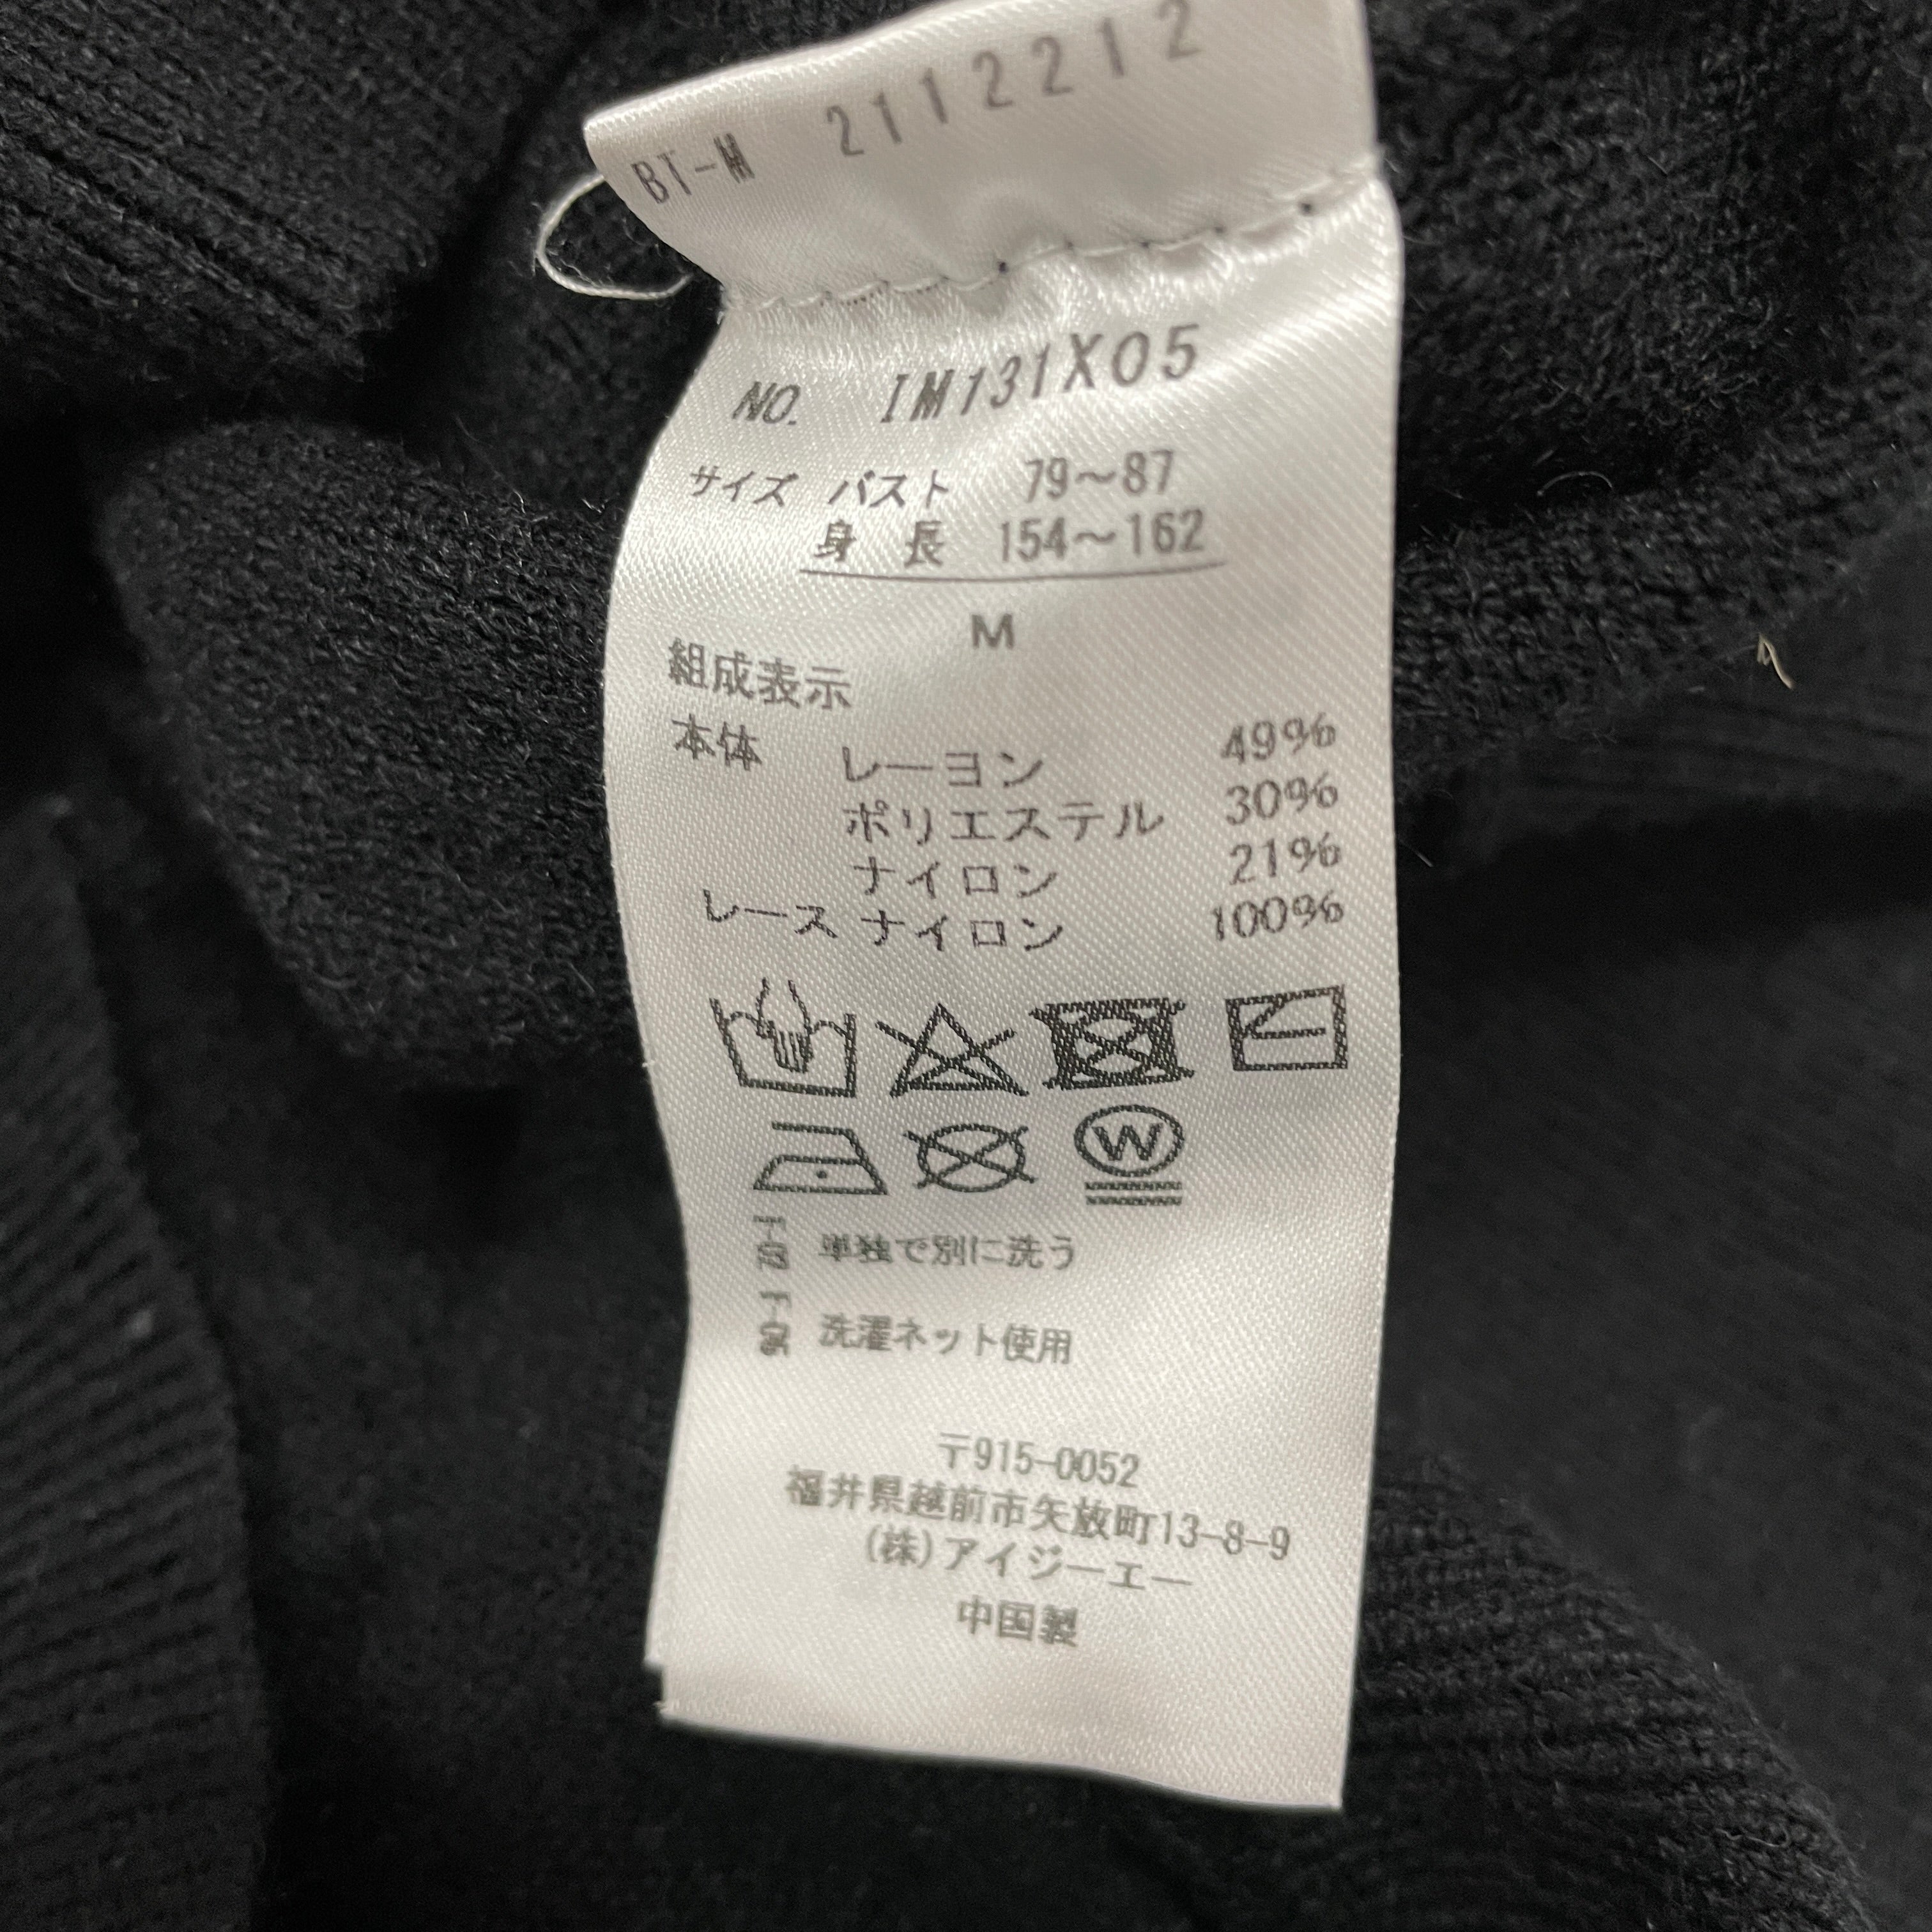 BT-M 2112212
NO. IM131X05
サイズ バスト 79〜87
身 長 154〜162
M
組成表示
本体 レーヨン 49%
ポリエステル 30%
ナイロン 21%
レース ナイロン 100%
W
単独で別に洗う
洗濯ネット使用
〒915-0052
福井県越前市矢放町13-8-9
(株)アイジーエー
中国製